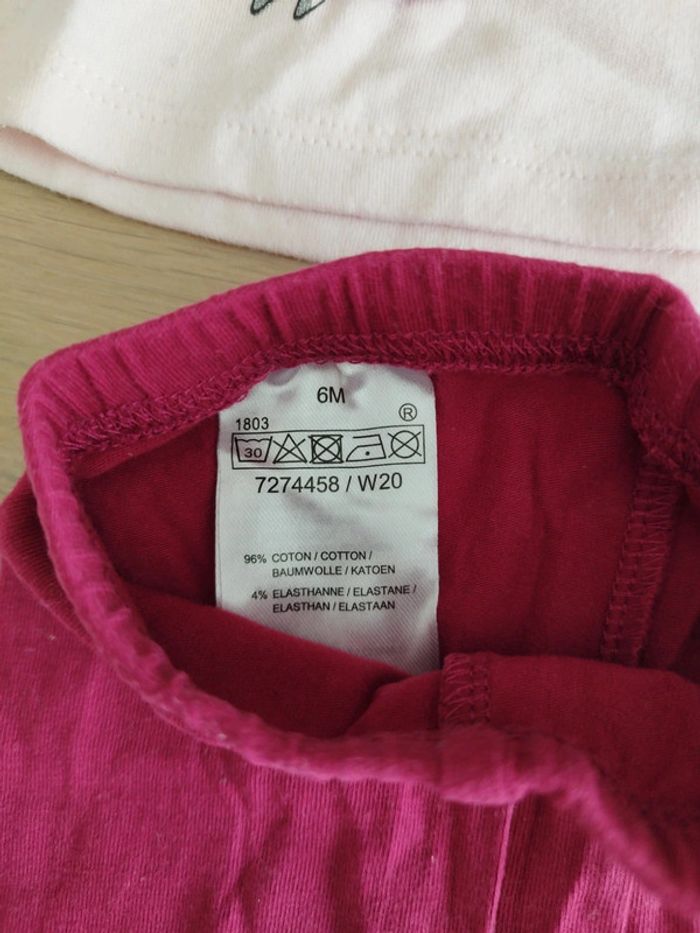 6M
1803 ®
30
7274458 / W20
96% COTON / COTTON /
BAUMWOLLE / KATOEN
4% ELASTHANNE / ELASTANE /
ELASTHAN / ELASTAAN